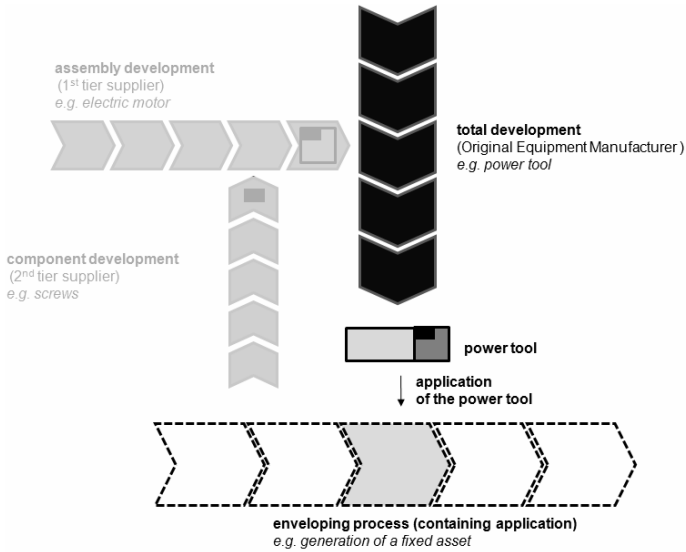 assembly development
(1st tier supplier)
e.g. electric motor
total development
(Original Equipment Manufacturer )
e.g. power tool
component development
(2nd tier supplier)
e.g. screws
power tool
application
of the power tool
enveloping process (containing application)
e.g. generation of a fixed asset